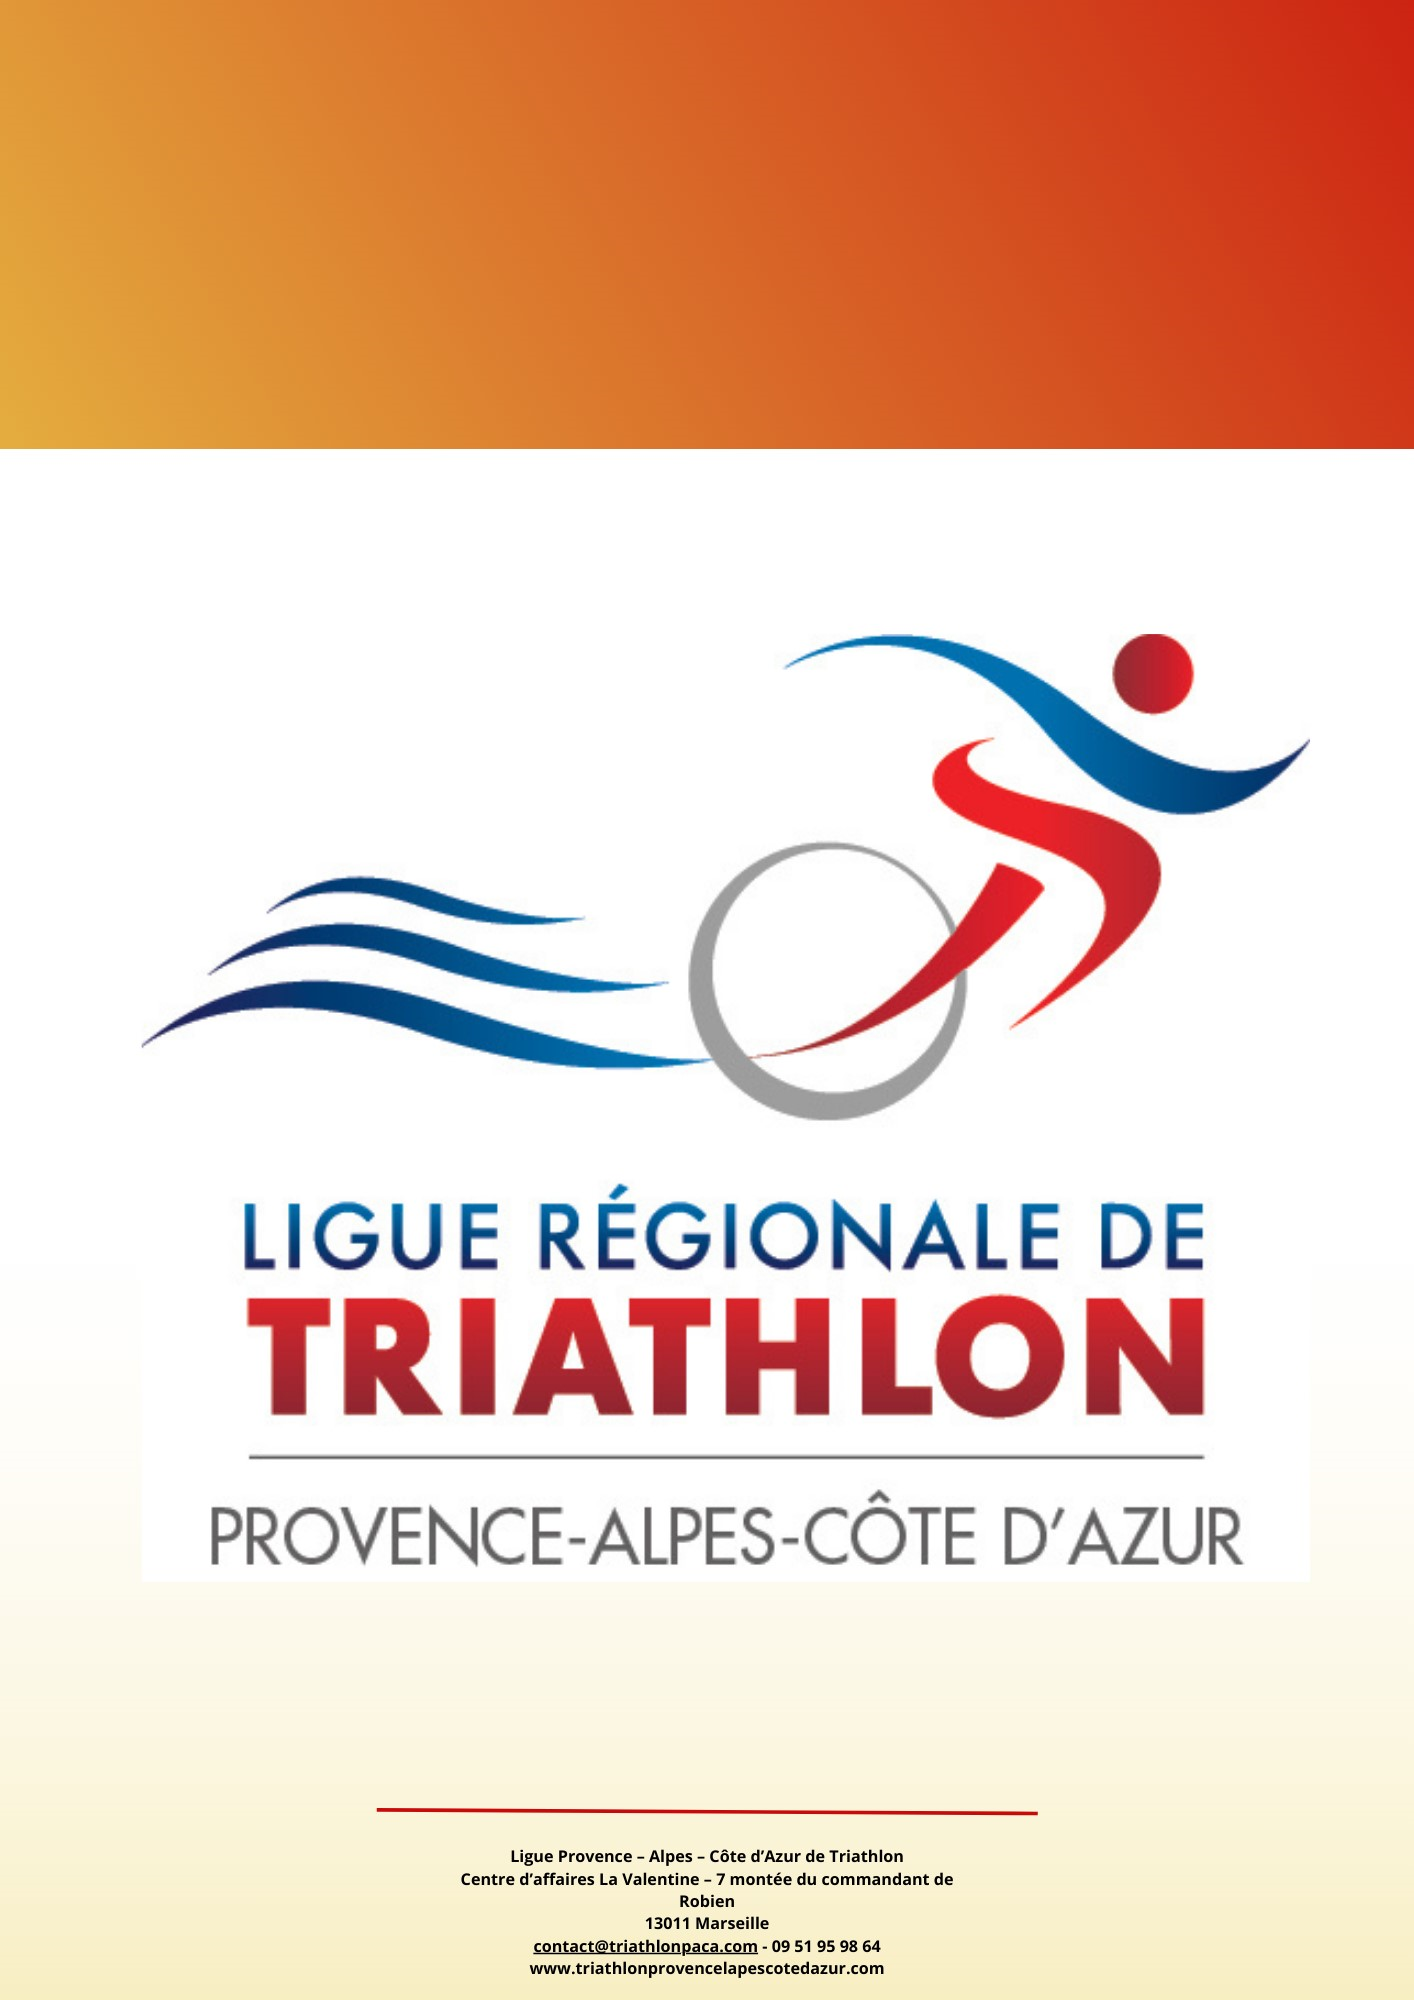 LIGUE RÉGIONALE DE
TRIATHLON
PROVENCE-ALPES-CÔTE D’AZUR
Ligue Provence – Alpes – Côte d’Azur de Triathlon
Centre d’affaires La Valentine – 7 montée du commandant de
Robien
13011 Marseille
contact@triathlonpaca.com - 09 51 95 98 64
www.triathlonprovencelapescotedazur.com